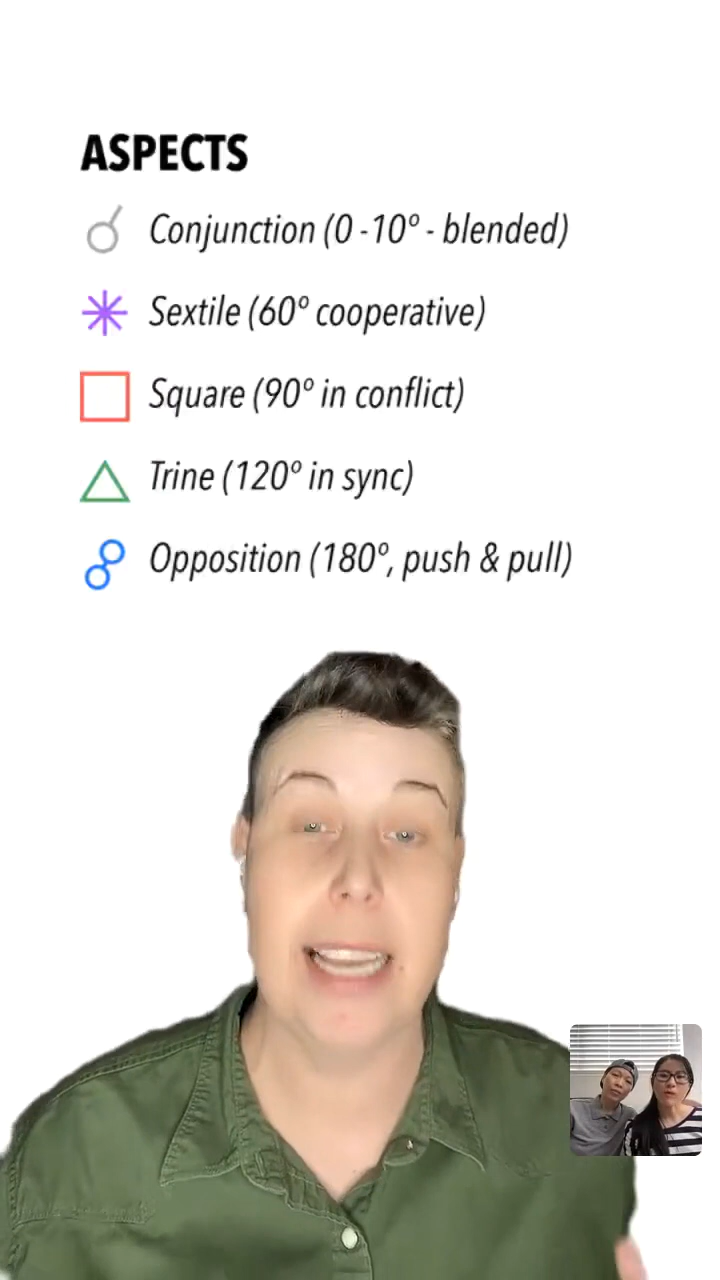 ASPECTS
Conjunction (0 -10° - blended)
Sextile (60° cooperative)
Square (90° in conflict)
Trine (120° in sync)
Opposition (180°, push & pull)